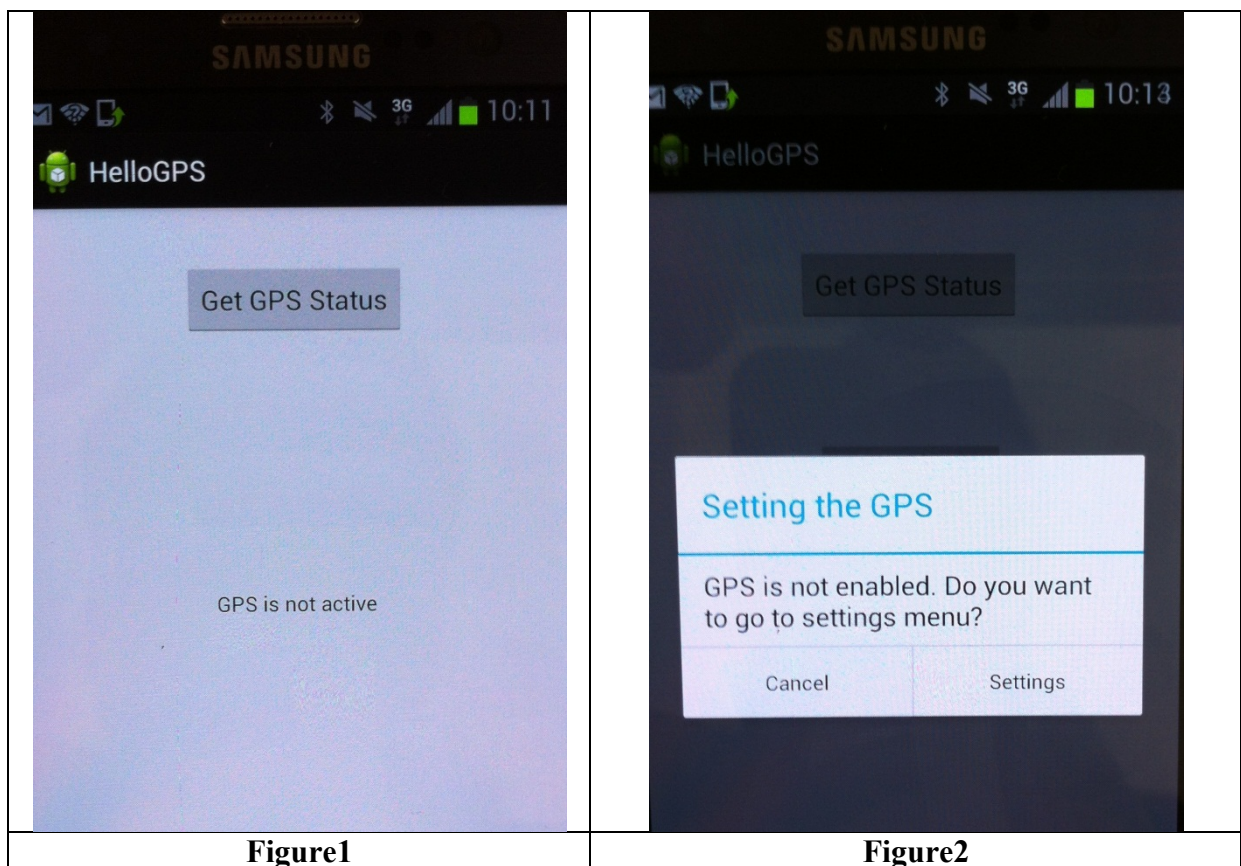 SAMSUNG
3G 10:11
HelloGPS
Get GPS Status
GPS is not active
Figure1
SAMSUNG
3G 10:13
HelloGPS
Get GPS Status
Setting the GPS
GPS is not enabled. Do you want
to go to settings menu?
Cancel
Settings
Figure2